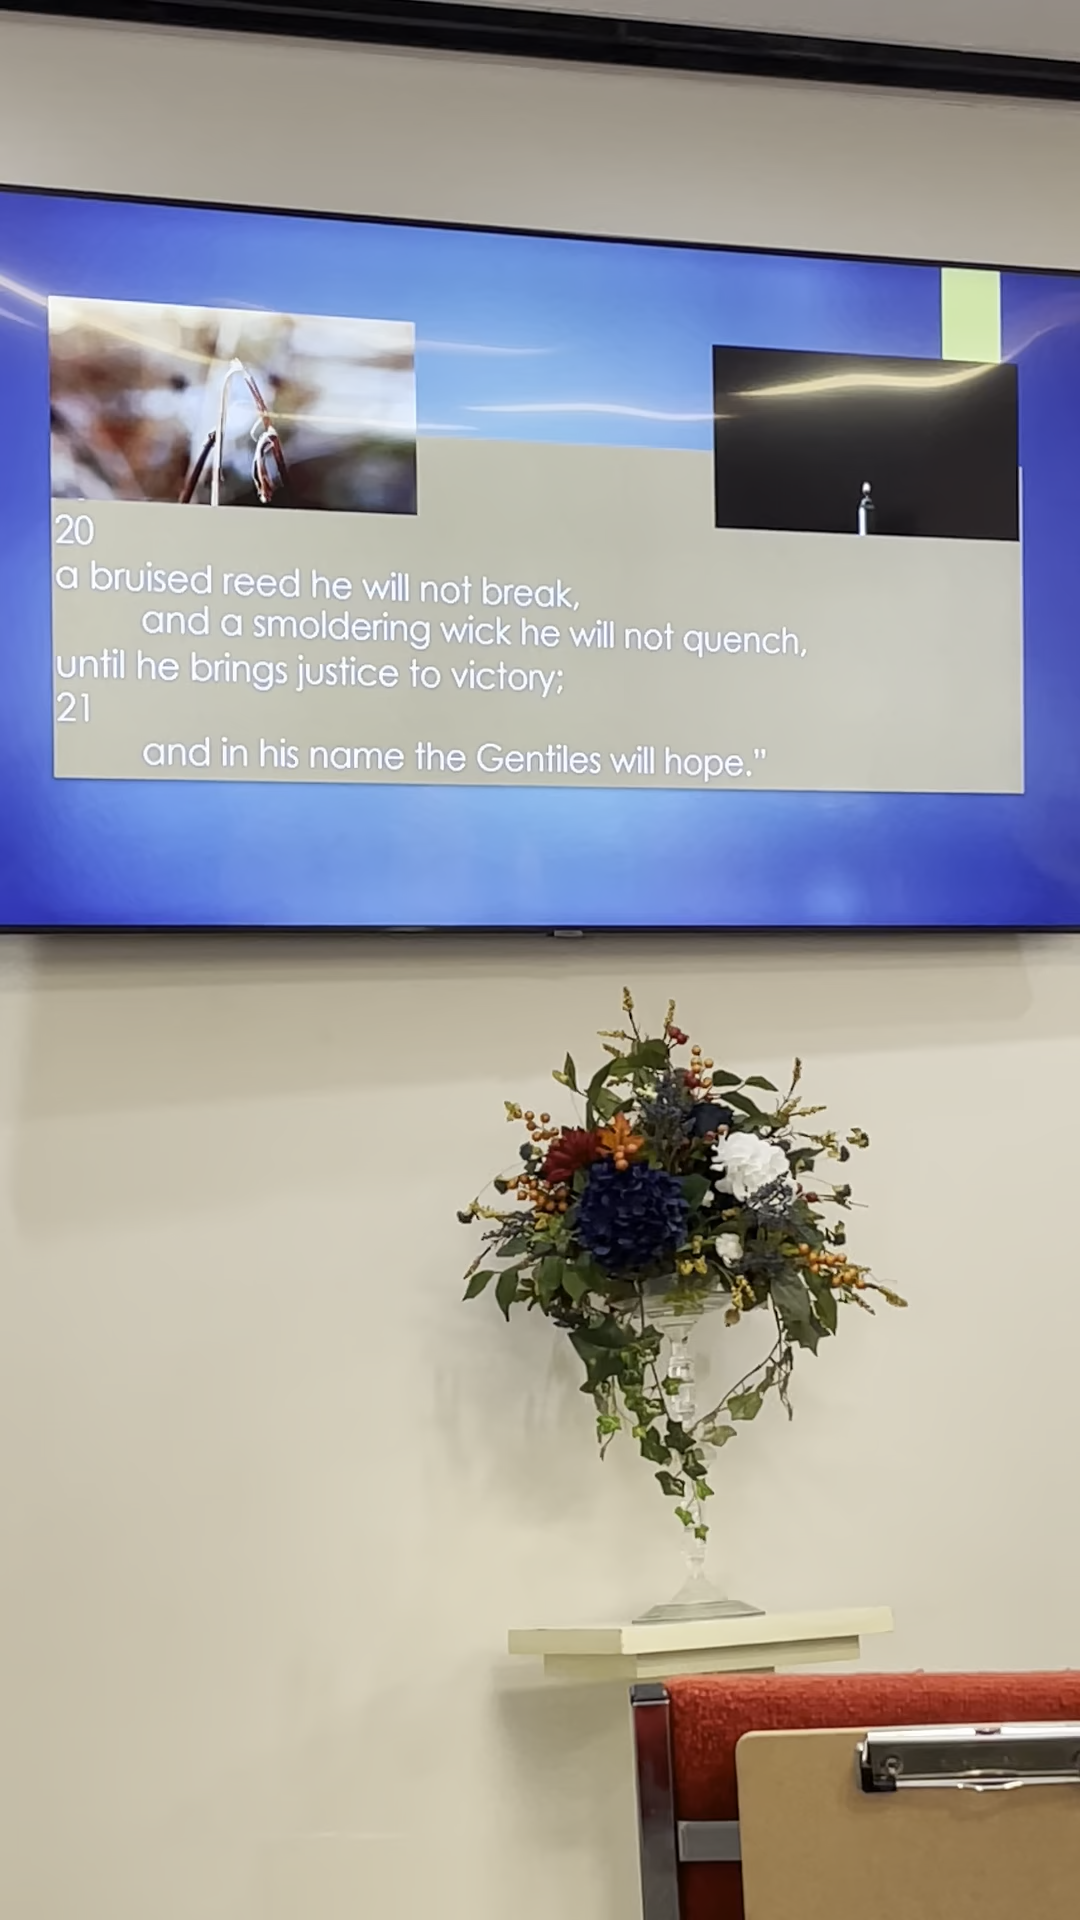 20
a bruised reed he will not break,
and a smoldering wick he will not quench,
until he brings justice to victory;
21
and in his name the Gentiles will hope.”